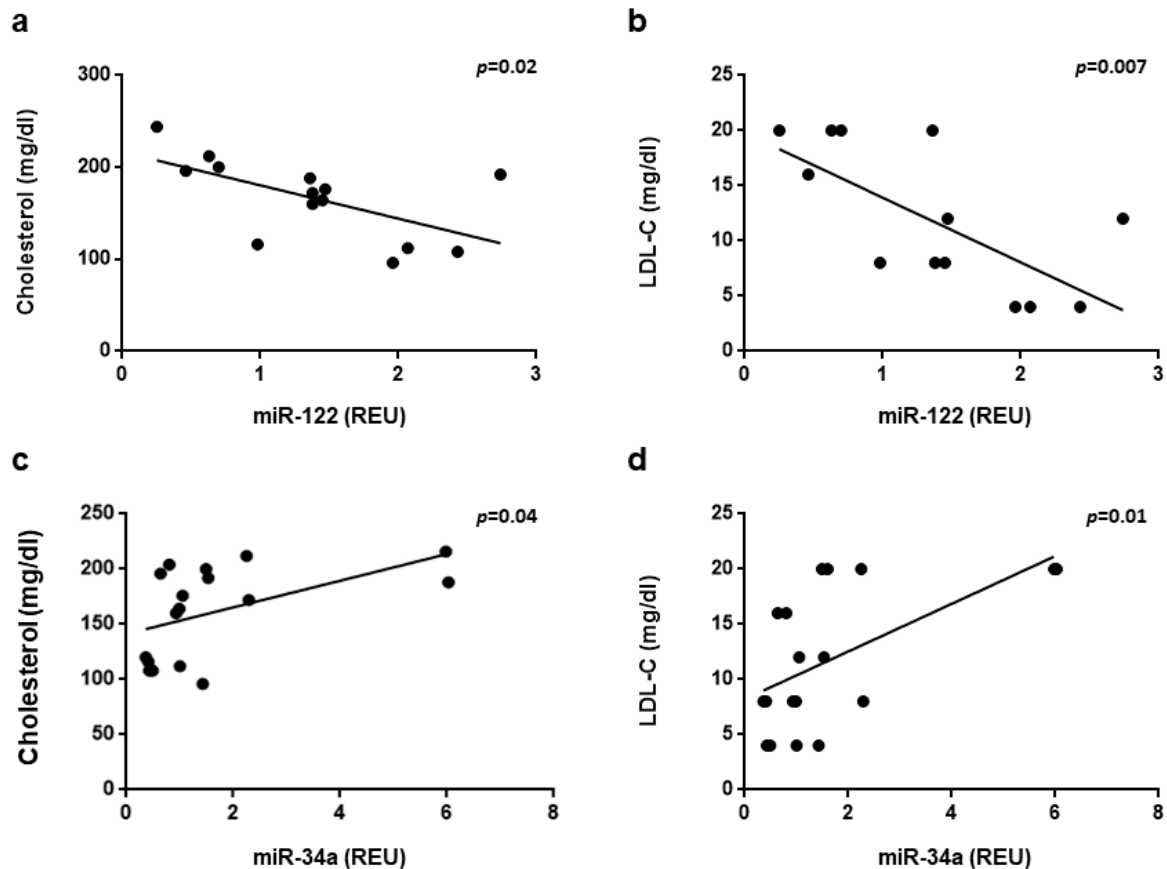 a
p=0.02
Cholesterol (mg/dl)
300
200
100
0
0 1 2 3
miR-122 (REU)
b
p=0.007
LDL-C (mg/dl)
25
20
15
10
5
0
0 1 2 3
miR-122 (REU)
c
p=0.04
Cholesterol (mg/dl)
250
200
150
100
50
0
0 2 4 6 8
miR-34a (REU)
d
p=0.01
LDL-C (mg/dl)
25
20
15
10
5
0
0 2 4 6 8
miR-34a (REU)